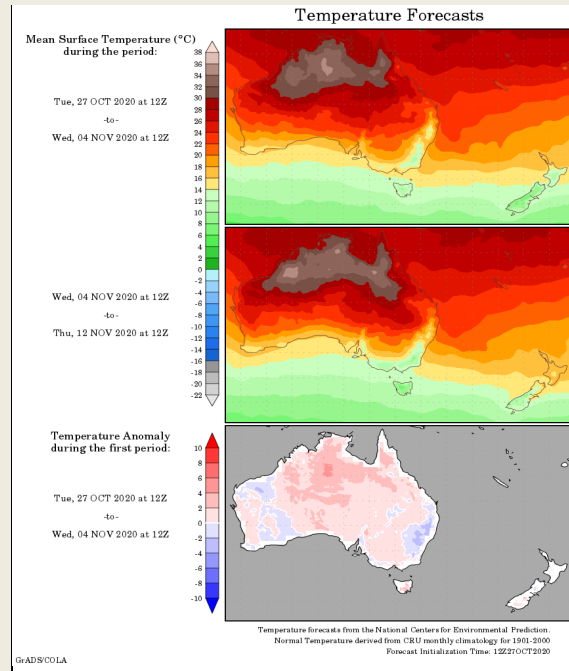 Temperature Forecasts
Mean Surface Temperature (°C)
during the period:
Tue, 27 OCT 2020 at 12Z
-to-
Wed, 04 NOV 2020 at 12Z
38
36
34
32
30
28
26
24
22
20
18
16
14
12
10
8
6
4
2
0
-2
-4
-6
-8
-10
-12
-14
-16
-18
-20
-22
Wed, 04 NOV 2020 at 12Z
-to-
Thu, 12 NOV 2020 at 12Z
Temperature Anomaly
during the first period:
Tue, 27 OCT 2020 at 12Z
-to-
Wed, 04 NOV 2020 at 12Z
10
8
6
4
2
0
-2
-4
-6
-8
-10
Temperature forecasts from the National Centers for Environmental Prediction.
Normal Temperature derived from CRU monthly climatology for 1901-2000
Forecast Initialization Time: 12Z27OCT2020
GrADS/COLA